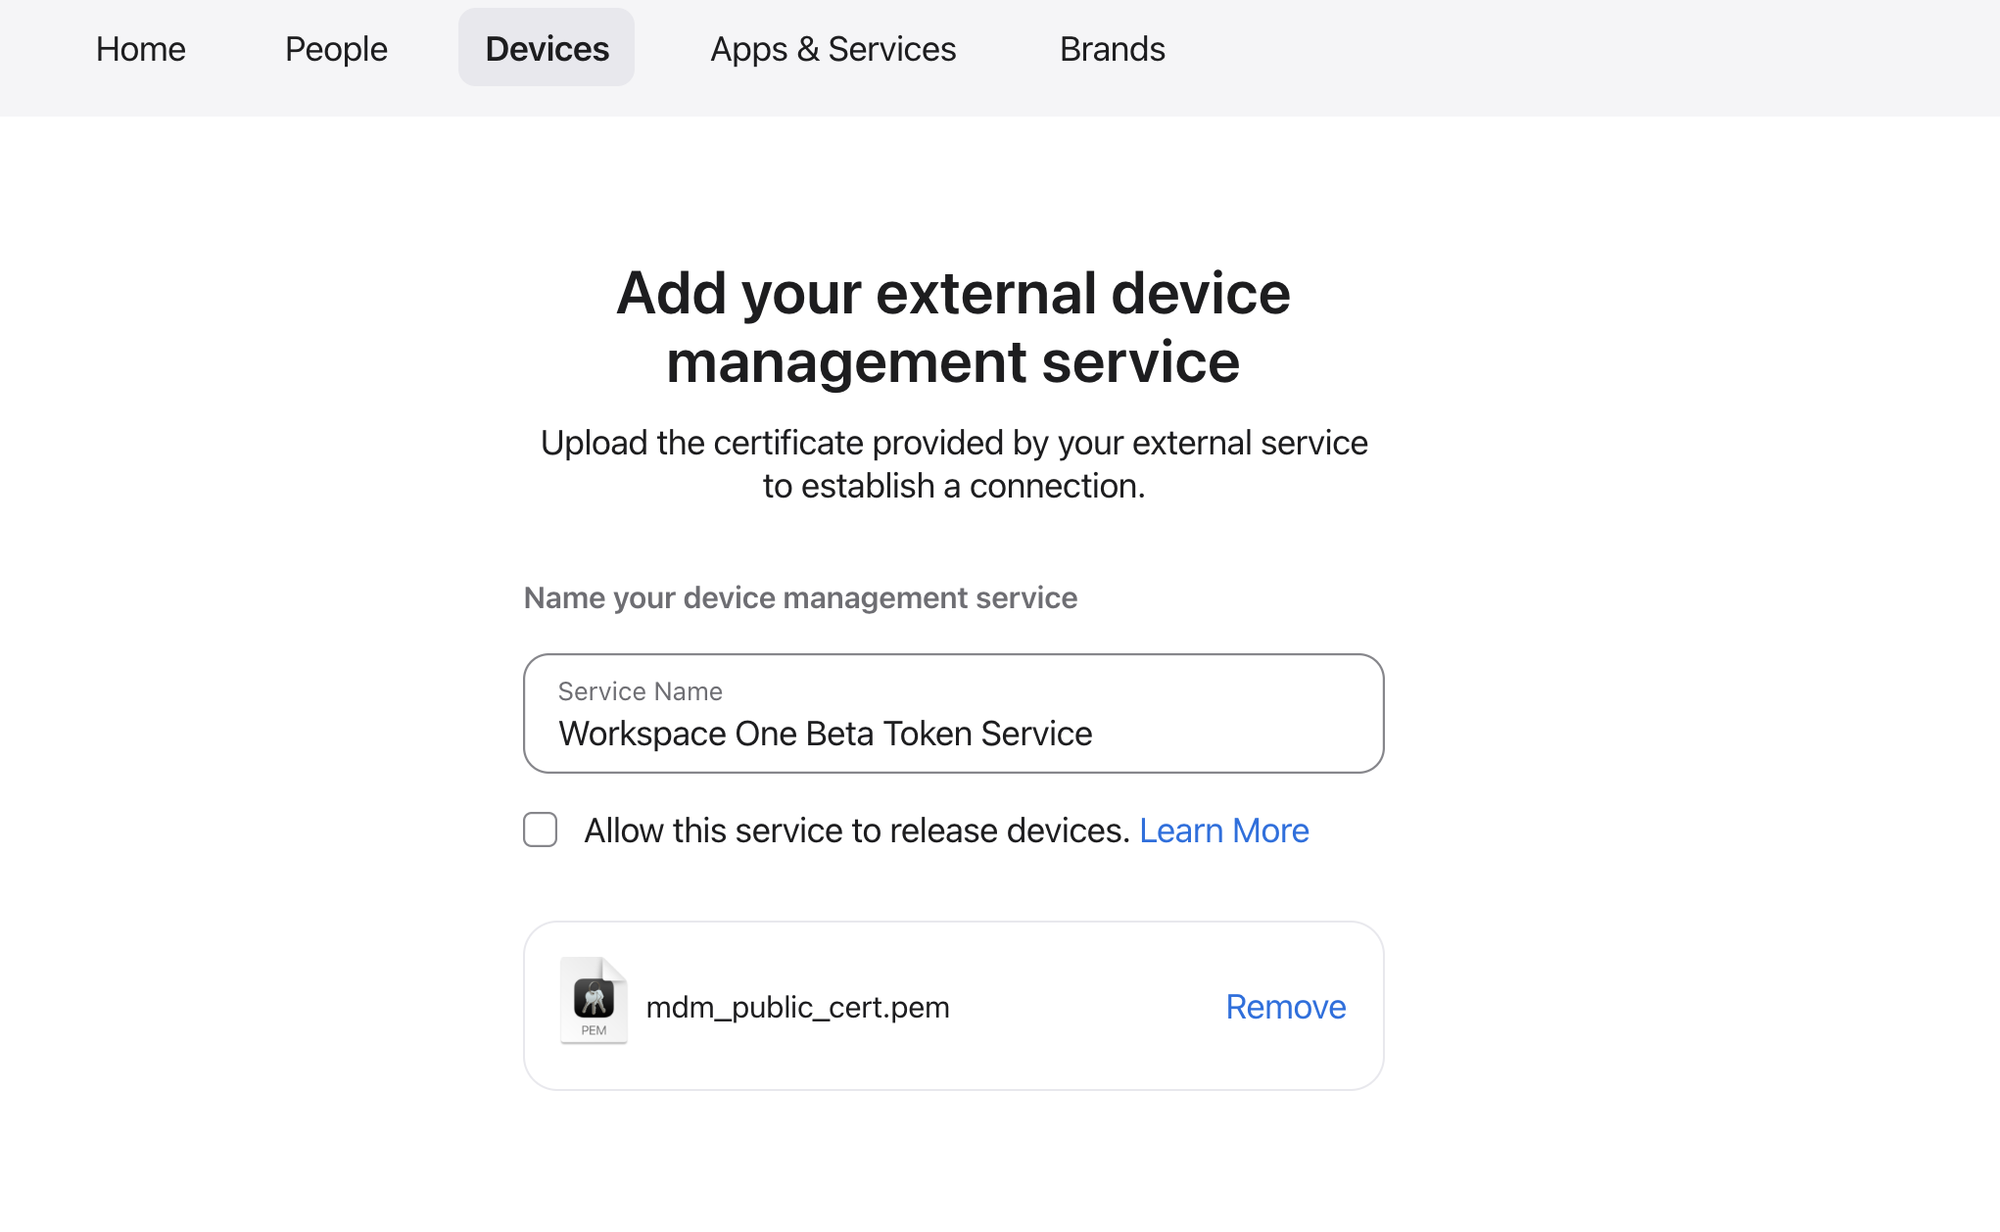 Home People Devices Apps & Services Brands
Add your external device
management service
Upload the certificate provided by your external service
to establish a connection.
Name your device management service
Service Name
Workspace One Beta Token Service
Allow this service to release devices. Learn More
PEM
mdm_public_cert.pem Remove